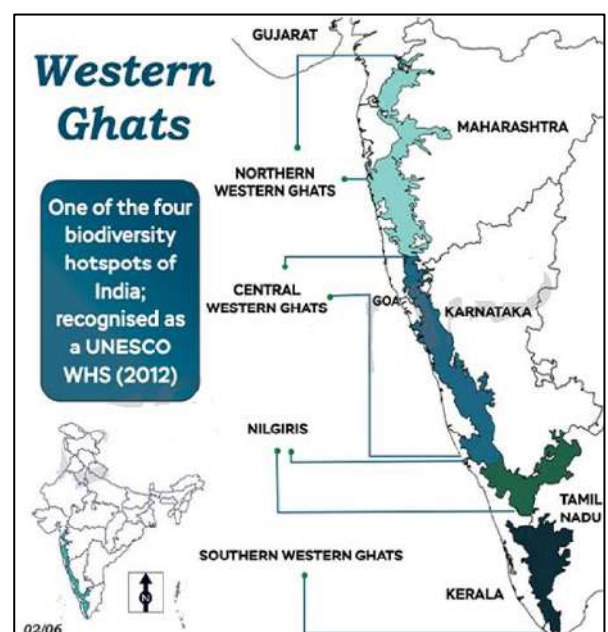 Western
Ghats
One of the four
biodiversity
hotspots of
India;
recognised as
a UNESCO
WHS (2012)
GUJARAT
MAHARASHTRA
NORTHERN
WESTERN GHATS
CENTRAL
WESTERN GHATS
GOA
KARNATAKA
NILGIRIS
TAMIL
NADU
SOUTHERN WESTERN GHATS
KERALA
N
02/06